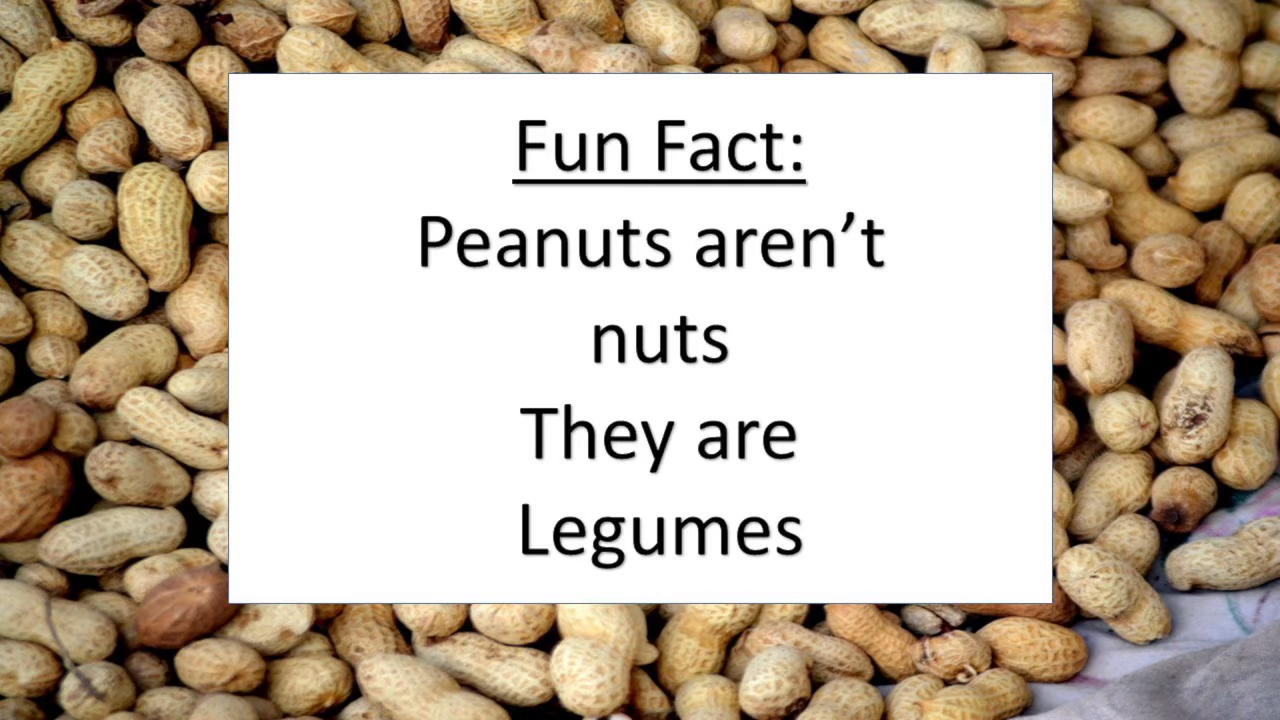 Fun Fact:
Peanuts aren’t
nuts
They are
Legumes